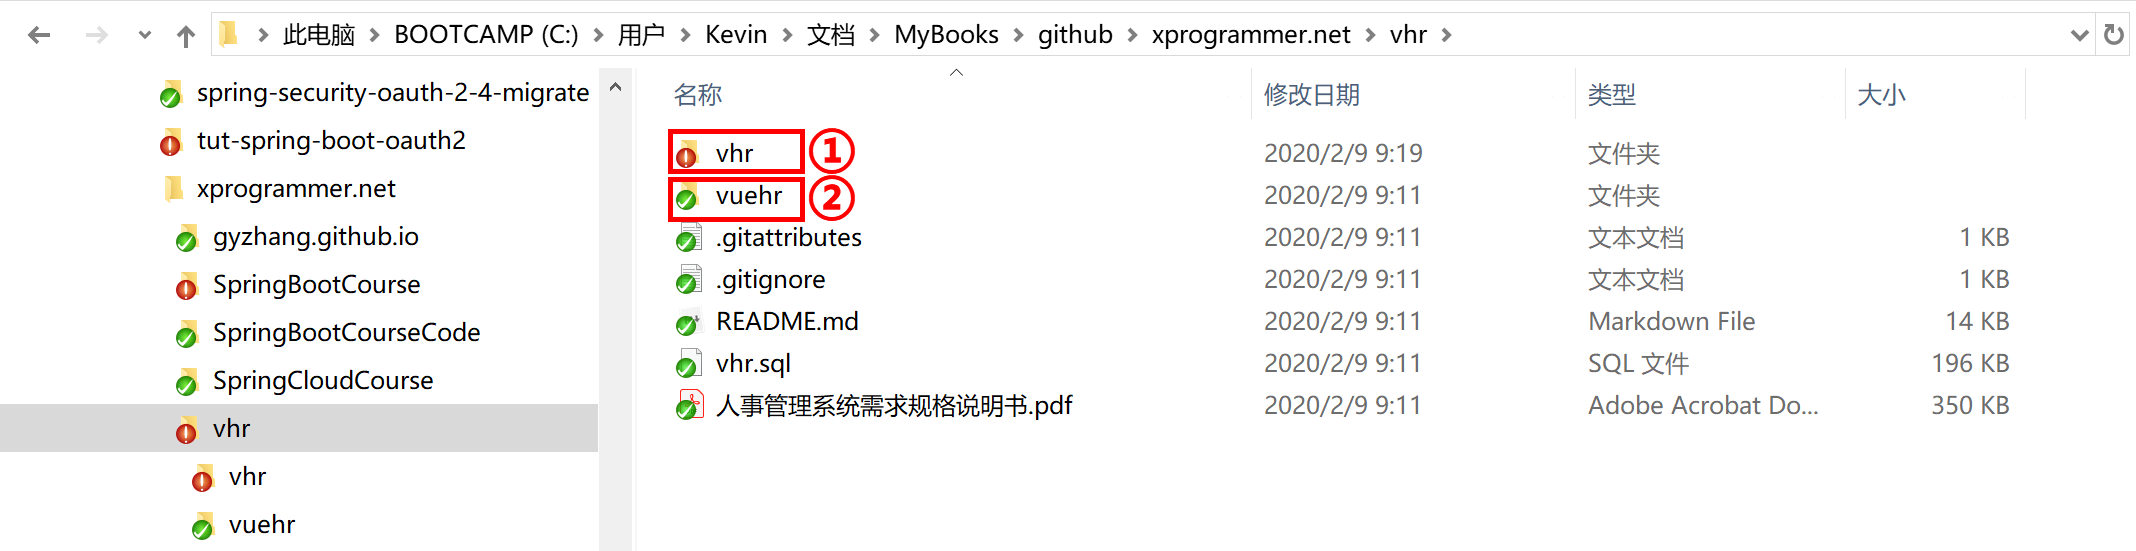 此电脑 BOOTCAMP (C:) 用户 Kevin 文档 MyBooks github xprogrammer.net vhr
spring-security-oauth-2-4-migrate
tut-spring-boot-oauth2
xprogrammer.net
gyzhang.github.io
SpringBootCourse
SpringBootCourseCode
SpringCloudCourse
vhr
vhr
vuehr
名称 修改日期 类型 大小
vhr ① 2020/2/9 9:19 文件夹
vuehr ② 2020/2/9 9:11 文件夹
.gitattributes 2020/2/9 9:11 文本文档 1 KB
.gitignore 2020/2/9 9:11 文本文档 1 KB
README.md 2020/2/9 9:11 Markdown File 14 KB
vhr.sql 2020/2/9 9:11 SQL 文件 196 KB
人事管理系统需求规格说明书.pdf 2020/2/9 9:11 Adobe Acrobat Do... 350 KB